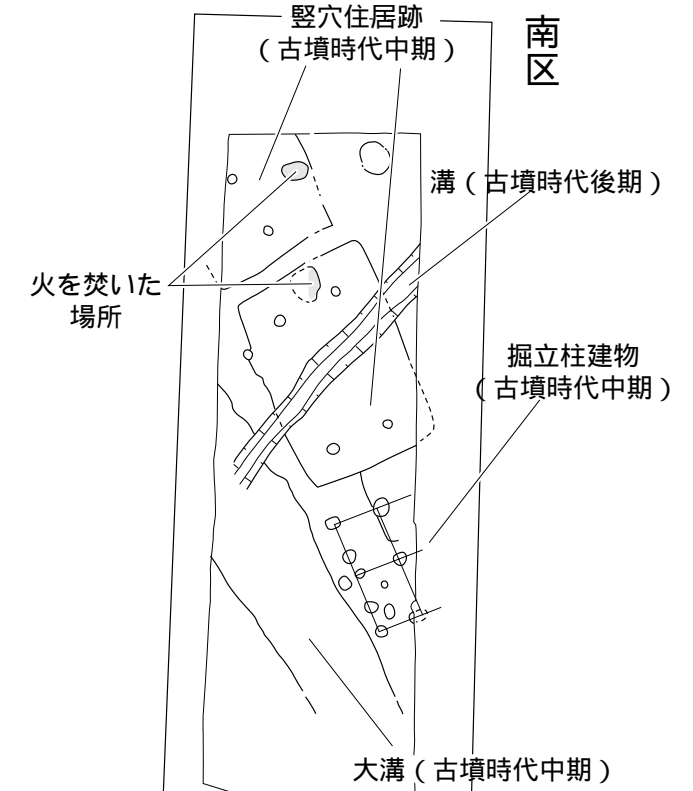 竪穴住居跡
（古墳時代中期）
南区
溝（古墳時代後期）
火を焚いた
場所
掘立柱建物
（古墳時代中期）
大溝（古墳時代中期）